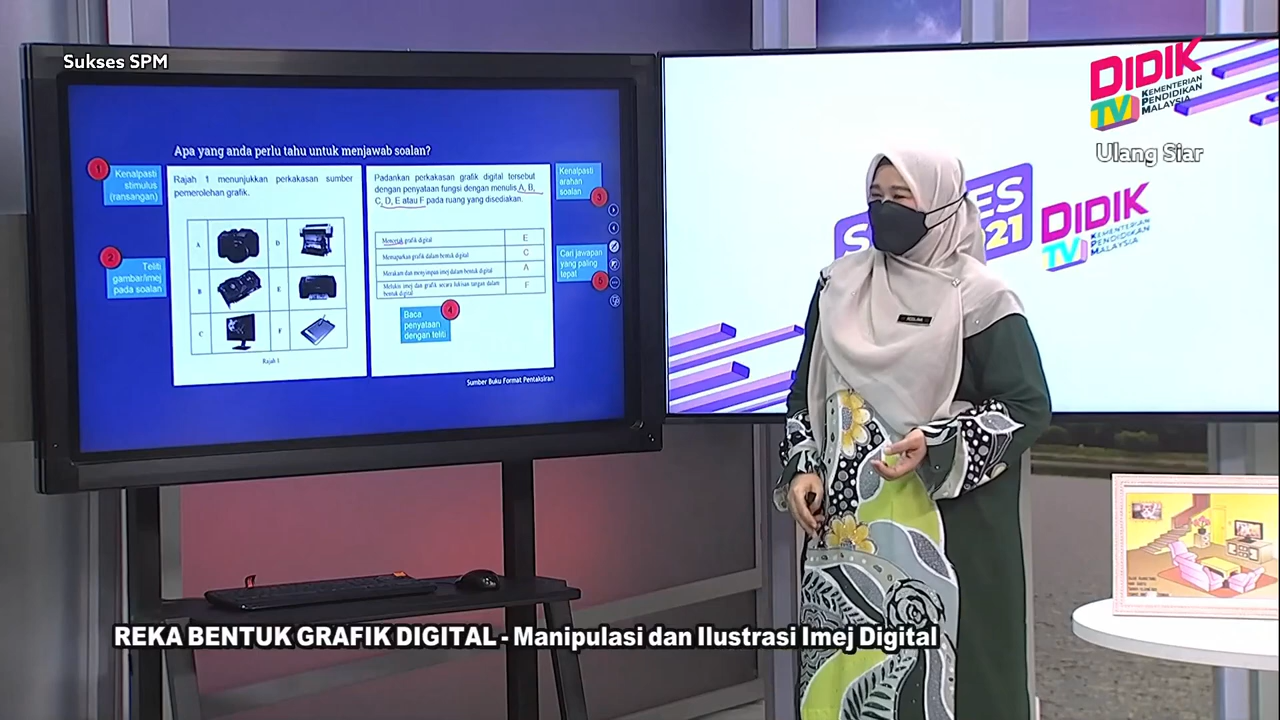 Sukses SPM
DIDIK
TV
KEMENTERIAN
PENDIDIKAN
MALAYSIA
Ulang Siar
Apa yang anda perlu tahu untuk menjawab soalan?
1
Kenalpasti
stimulus
(ransangan)
2
Teliti
gambar/imej
pada soalan
Rajah 1 menunjukkan perkakasan sumber
pemerolehan grafik.
A
D
B
E
C
F
Rajah 1
Padankan perkakasan grafik digital tersebut
dengan penyataan fungsi dengan menulis A, B,
C, D, E atau F pada ruang yang disediakan.
Mencetak grafik digital E
Memaparkan grafik dalam bentuk digital C
Merakam dan menyimpan imej dalam bentuk digital A
Melukis imej dan grafik secara lukisan tangan dalam
bentuk digital F
4
Baca
penyataan
dengan teliti
Kenalpasti
arahan
soalan
3
Cari jawapan
yang paling
tepat
5
Sumber Buku Format Pentaksiran
DIDIK
TV
KEMENTERIAN
PENDIDIKAN
MALAYSIA
REKA BENTUK GRAFIK DIGITAL - Manipulasi dan Ilustrasi Imej Digital